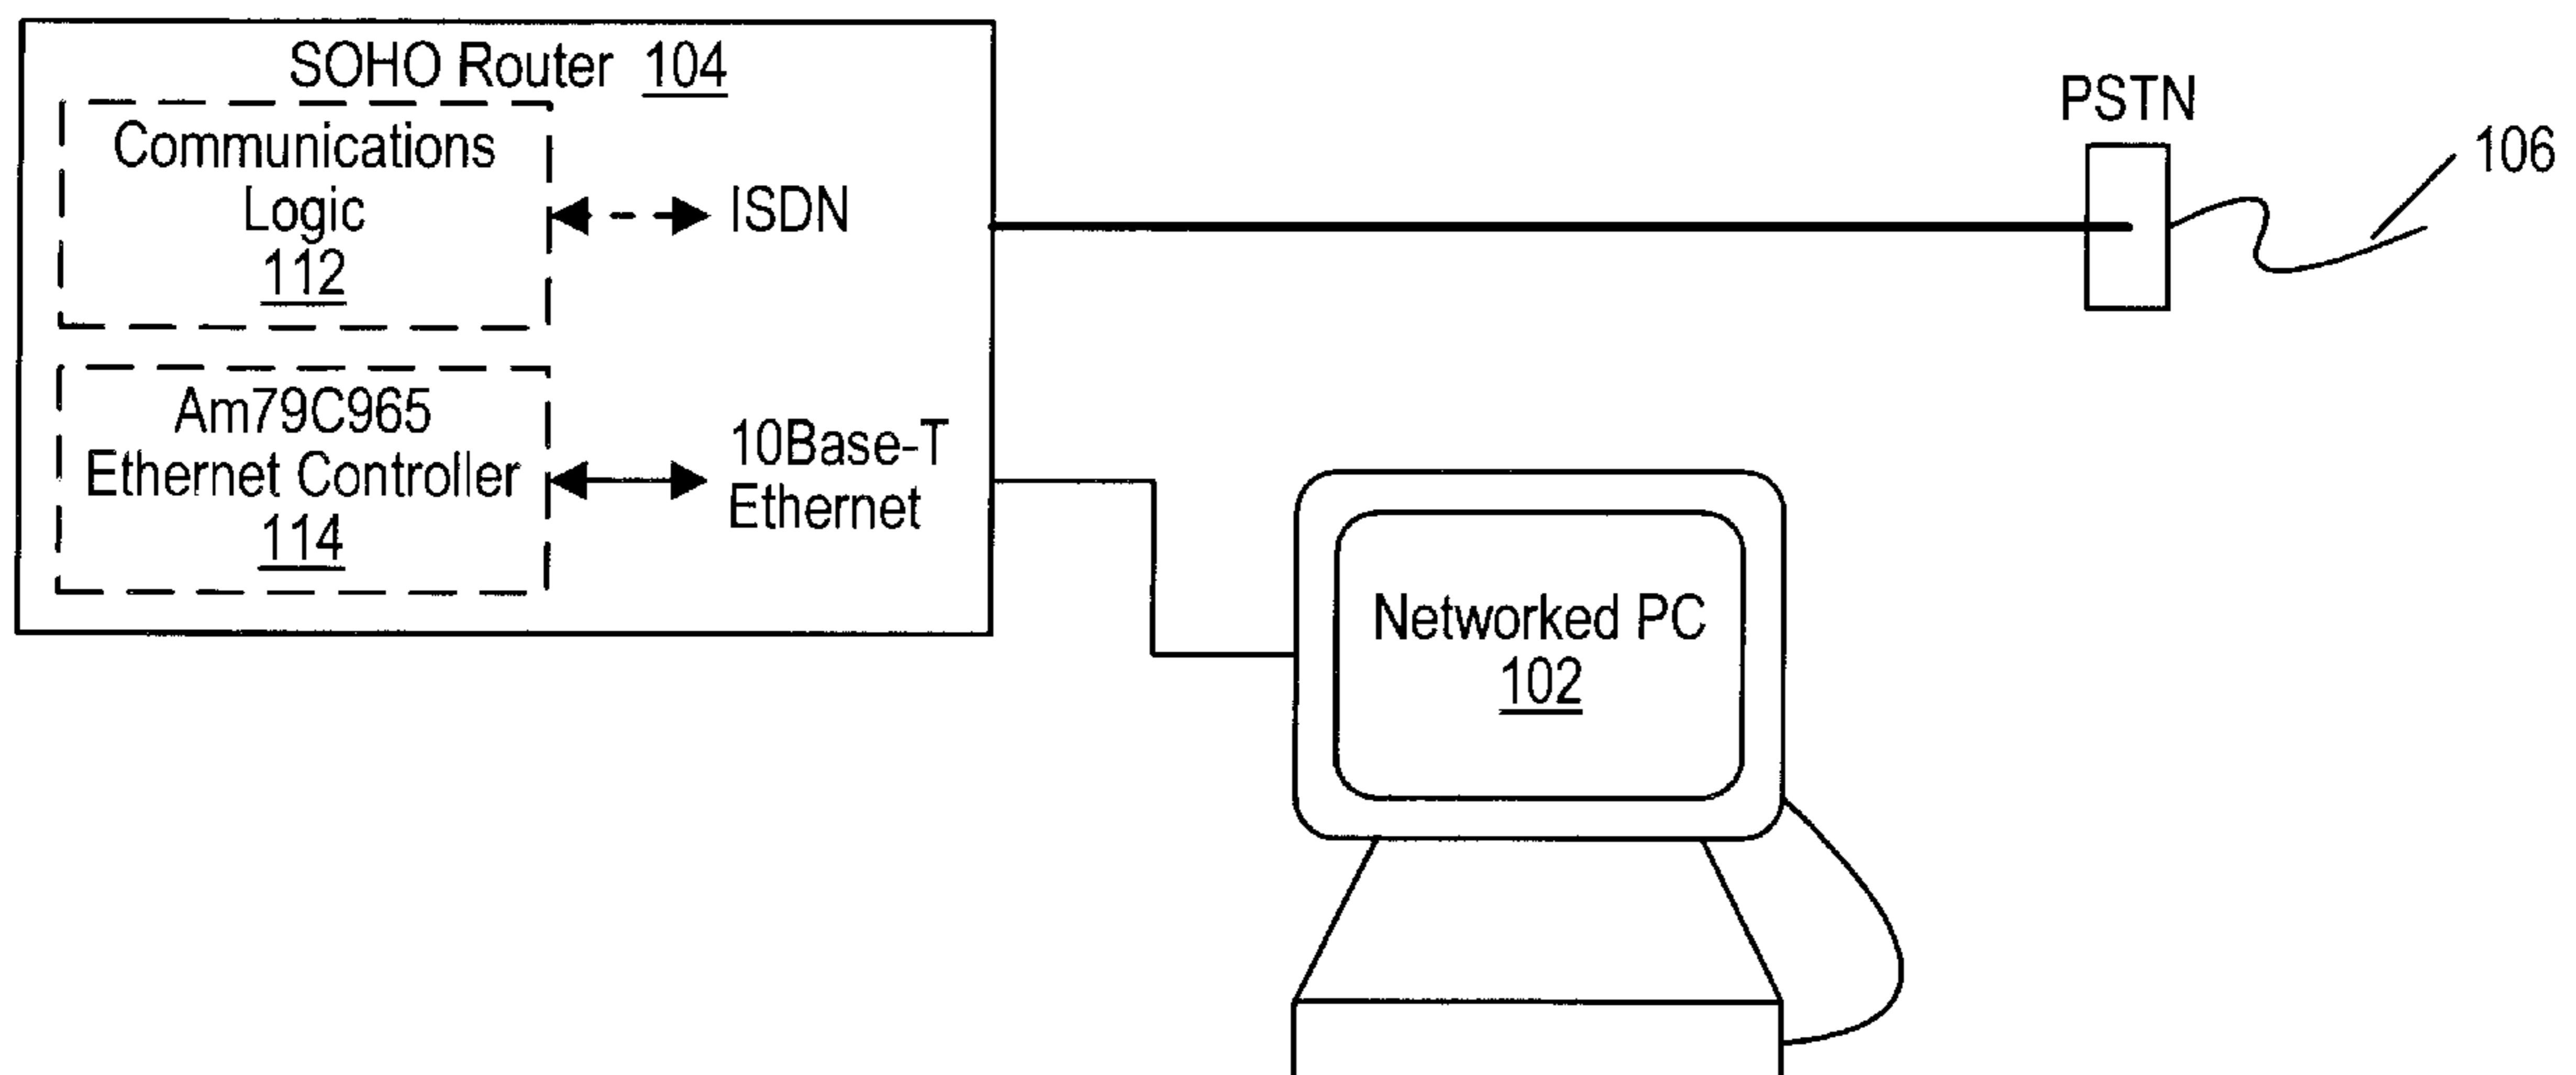 SOHO Router 104
Communications
Logic
112
ISDN
Am79C965
Ethernet Controller
114
10Base-T
Ethernet
PSTN
106
Networked PC
102